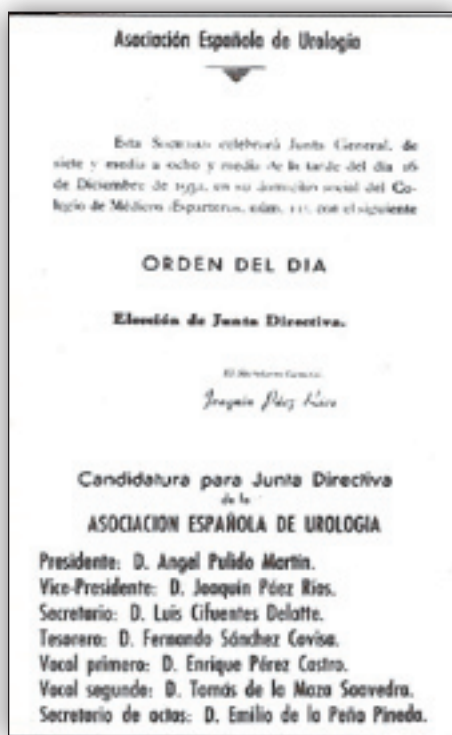 Asociación Española de Urología
Esta Sociedad celebrará Junta General, de
siete y media a ocho y media de la tarde del día 16
de Diciembre de en su domicilio social del Co-
legio de Médicos (Esparteros, núm. con el siguiente
ORDEN DEL DIA
Elección de Junta Directiva.
El Secretario General
Joaquín Páez
Candidatura para Junta Directiva
de la
ASOCIACION ESPAÑOLA DE UROLOGIA
Presidente: D. Angel Pulido Martín.
Vice-Presidente: D. Joaquín Páez Ríos.
Secretario: D. Luis Cifuentes Delatte.
Tesorero: D. Fernando Sánchez Covisa.
Vocal primero: D. Enrique Pérez Castro.
Vocal segundo: D. Tomás de la Maza Saavedra.
Secretario de actas: D. Emilio de la Peña Pineda.